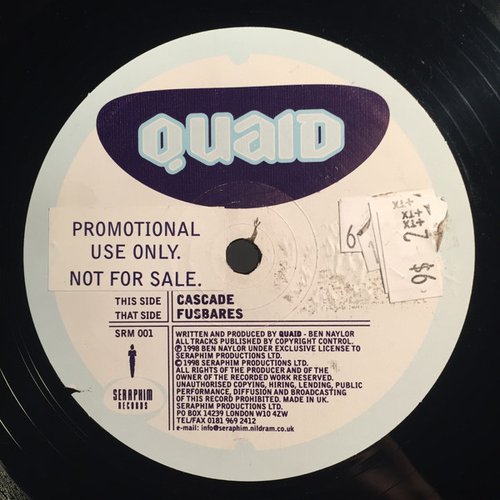 QUAID
PROMOTIONAL
USE ONLY.
NOT FOR SALE.
6
A+TX
+TX
+TX
2
$6
THIS SIDE CASCADE
THAT SIDE FUSBARES
SRM 001
SERAPHIM
RECORDS
WRITTEN AND PRODUCED BY QUAID - BEN NAYLOR
ALL TRACKS PUBLISHED BY COPYRIGHT CONTROL.
℗1998 BEN NAYLOR UNDER EXCLUSIVE LICENSE TO
SERAPHIM PRODUCTIONS LTD.
©1998 SERAPHIM PRODUCTIONS LTD.
ALL RIGHTS OF THE PRODUCER AND OF THE
OWNER OF THE RECORDED WORK RESERVED.
UNAUTHORISED COPYING, HIRING, LENDING, PUBLIC
PERFORMANCE, DIFFUSION AND BROADCASTING
OF THIS RECORD PROHIBITED. MADE IN UK.
SERAPHIM PRODUCTIONS LTD.
PO BOX 14239 LONDON W10 4ZW
TEL/FAX 0181 969 2412
e-mail: info@seraphim.nildram.co.uk